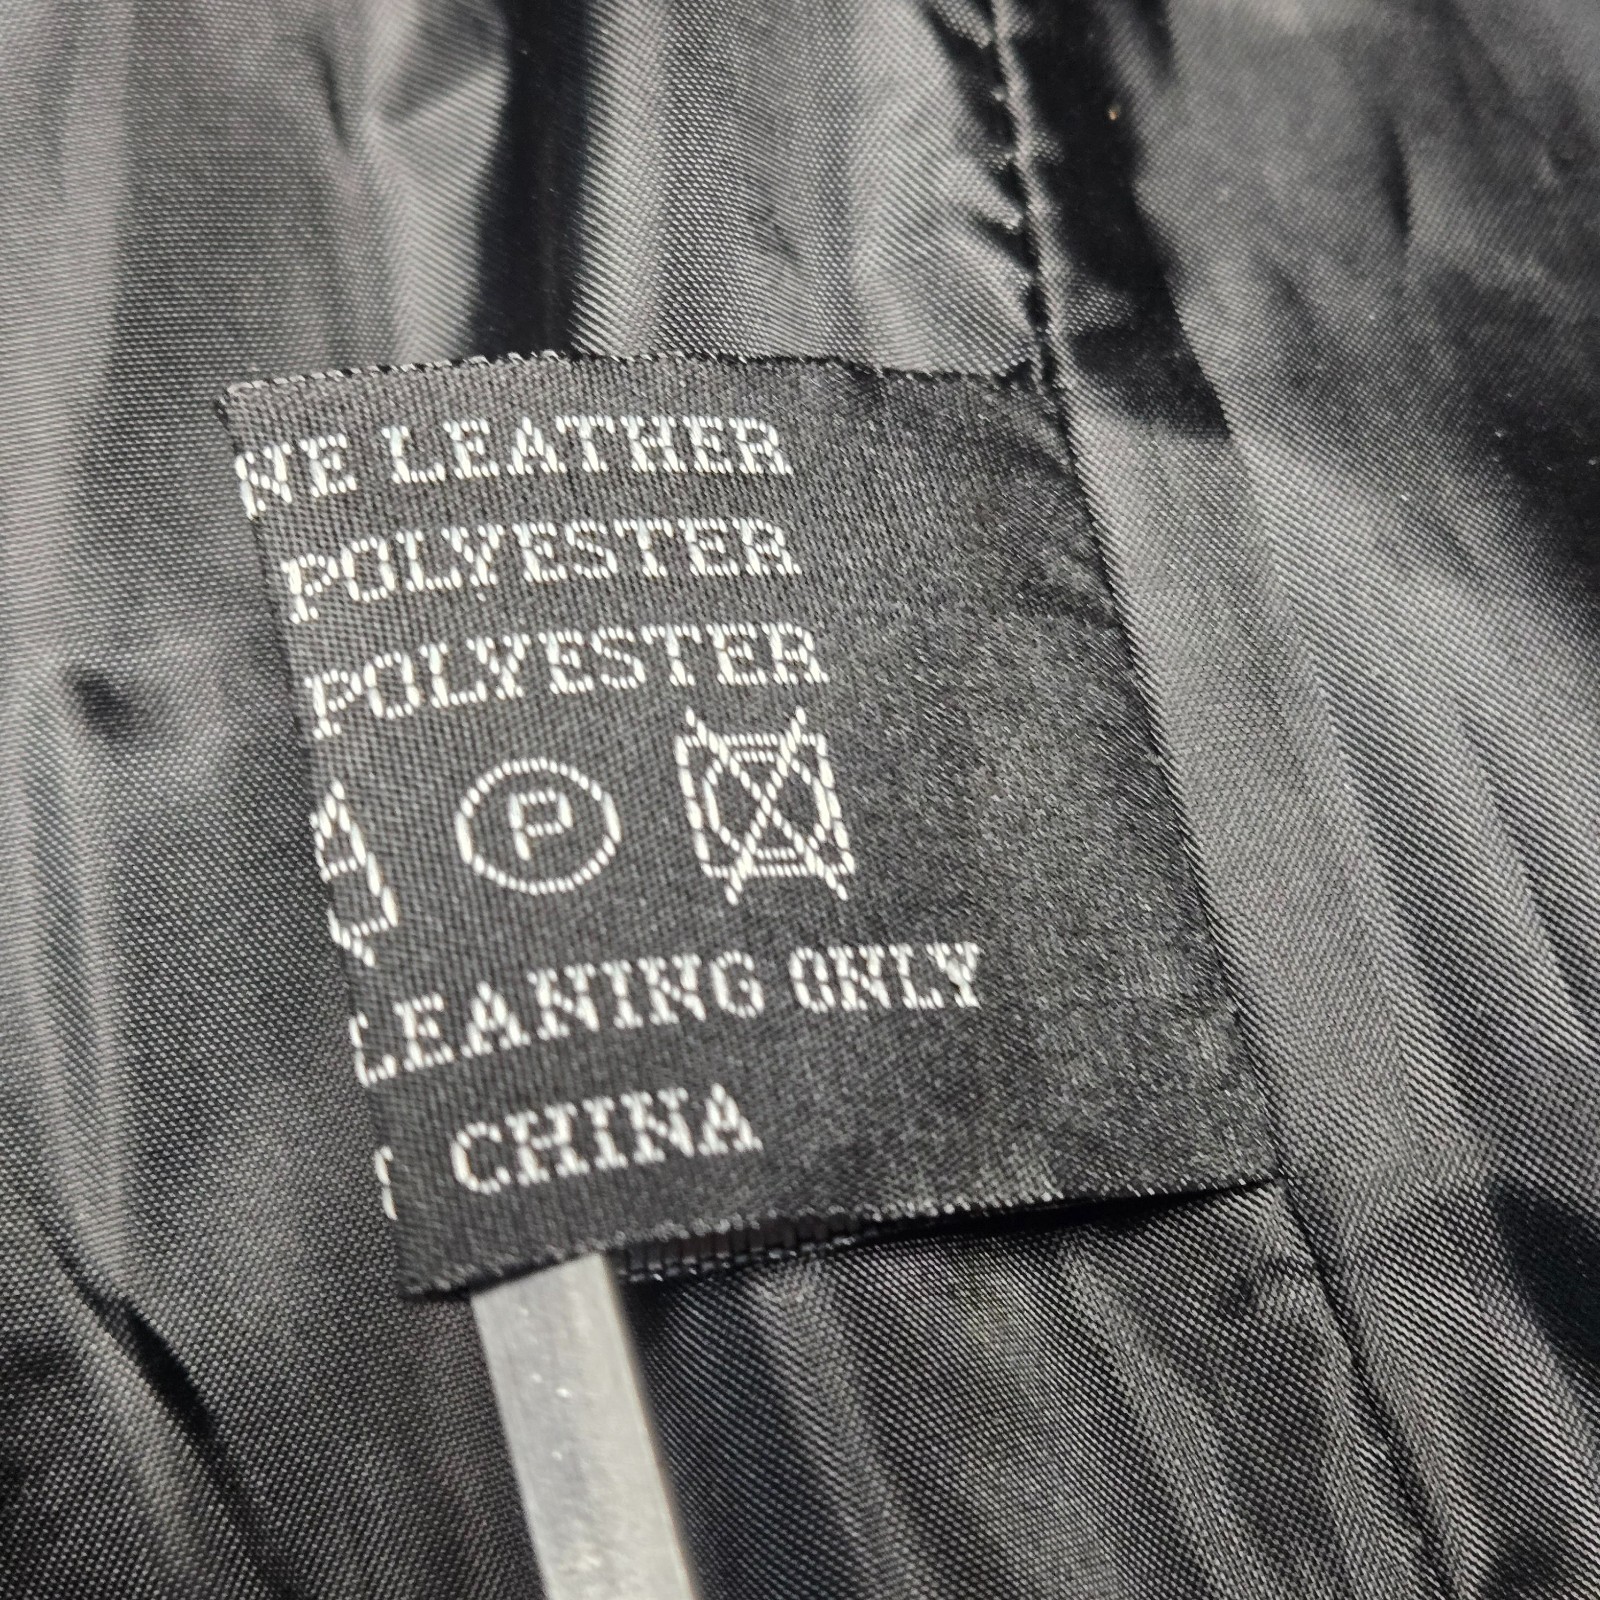 NE LEATHER
POLYESTER
POLYESTER
P
LEANING ONLY
CHINA